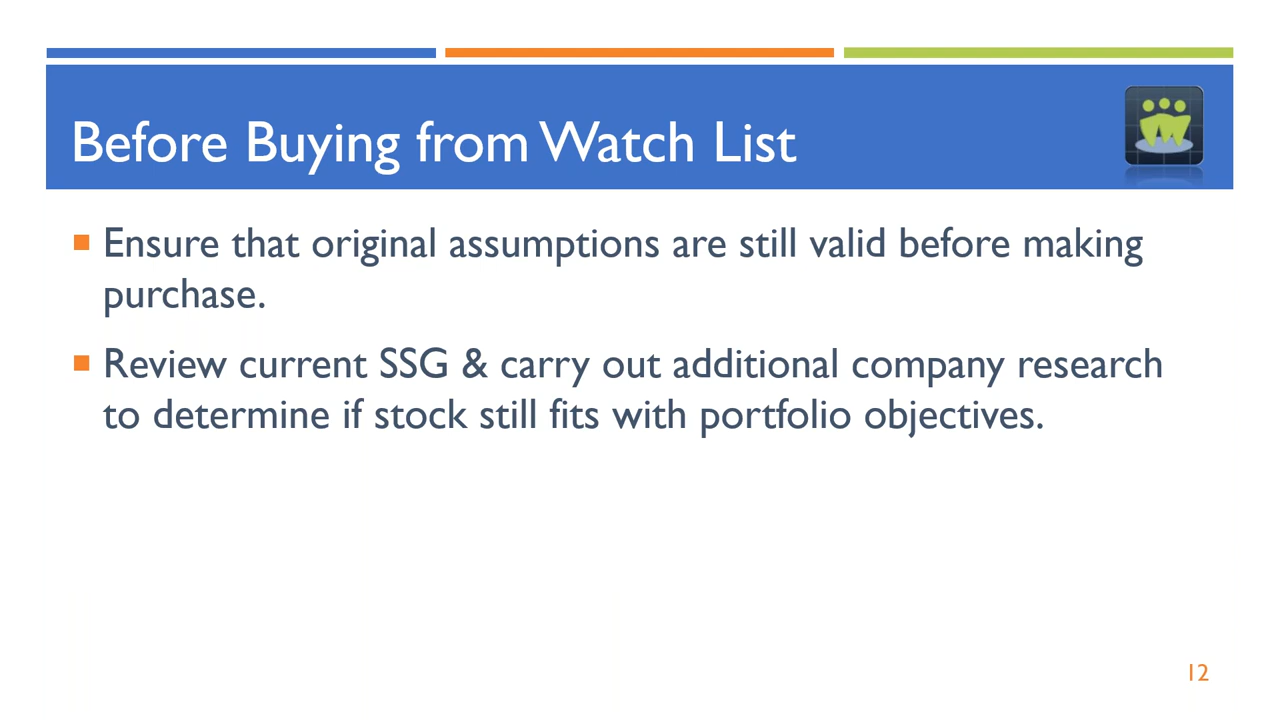 Before Buying from Watch List
Ensure that original assumptions are still valid before making
purchase.
Review current SSG & carry out additional company research
to determine if stock still fits with portfolio objectives.
12